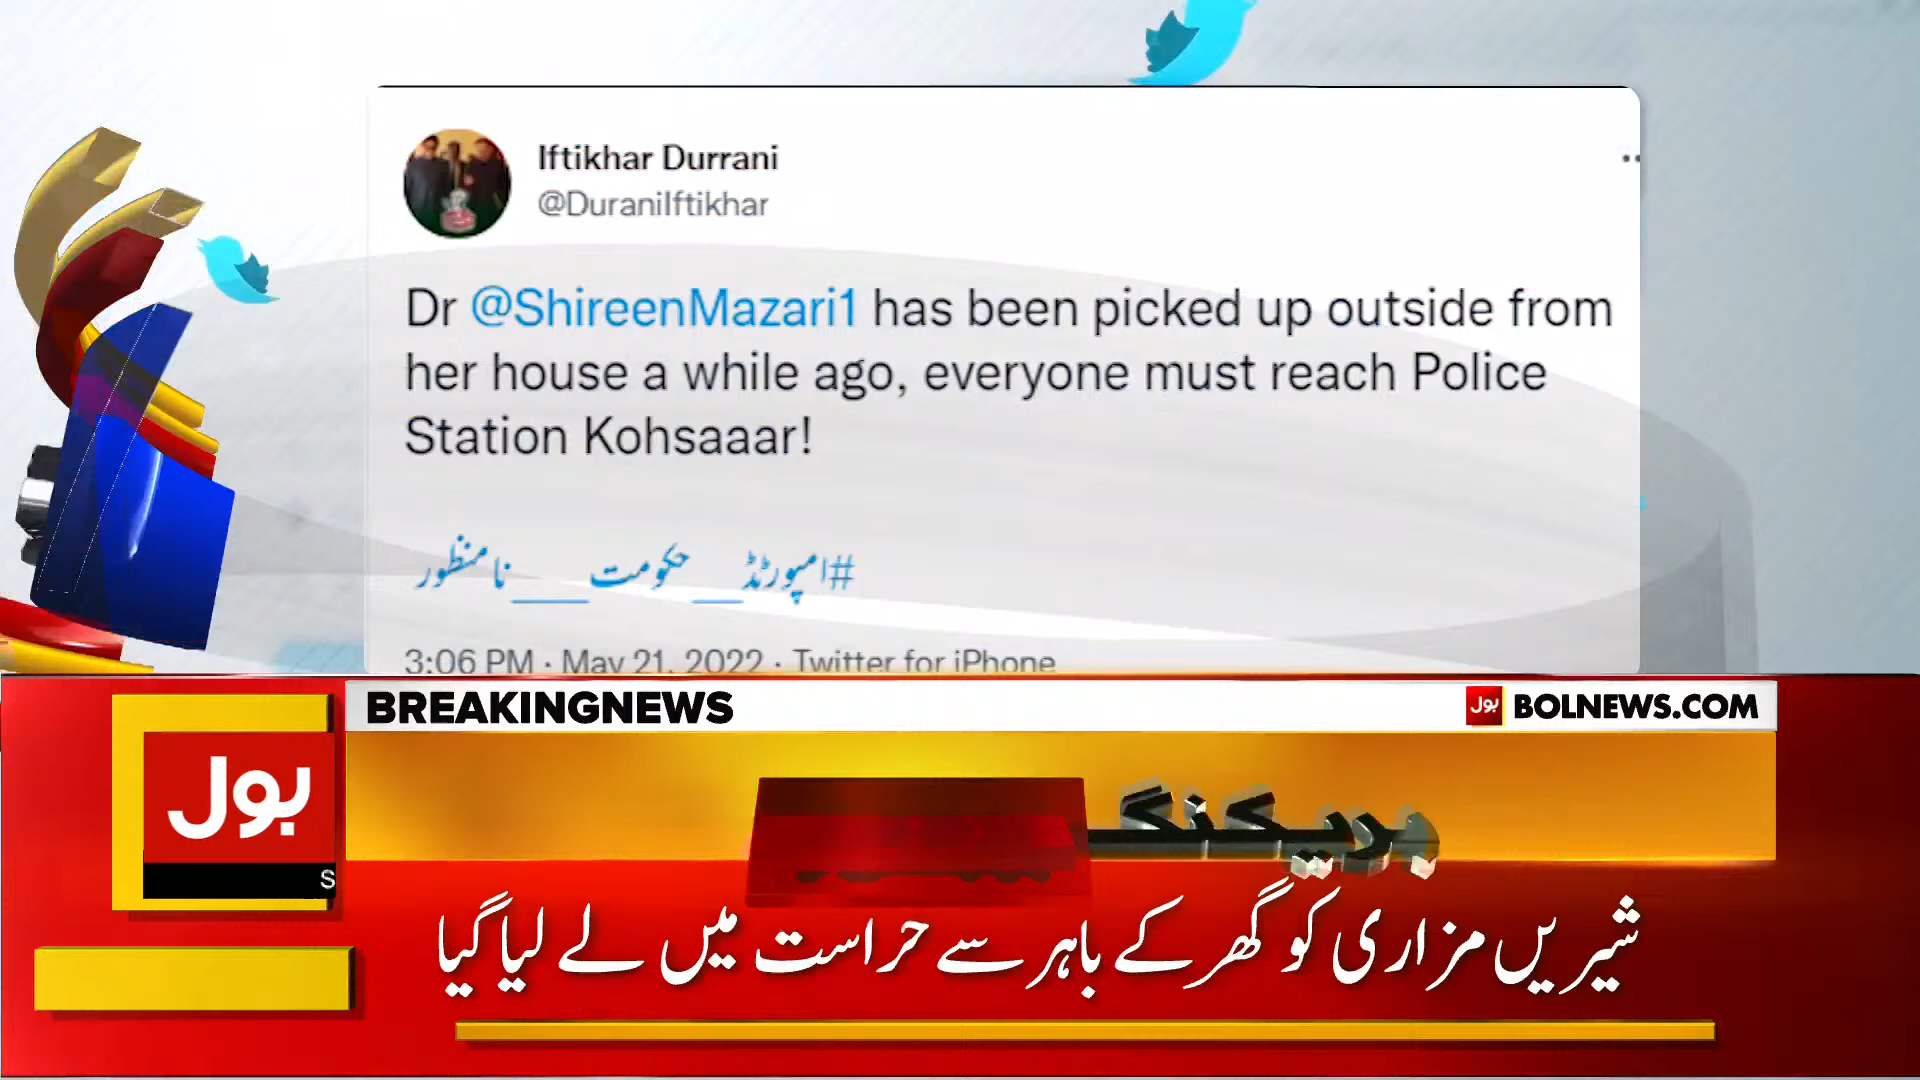 Iftikhar Durrani
@DuraniIftikhar
Dr @ShireenMazari1 has been picked up outside from
her house a while ago, everyone must reach Police
Station Kohsaaar!
#امپورٹڈ__حکومت___نامنظور
3:06 PM · May 21, 2022 · Twitter for iPhone
BREAKINGNEWS
بول BOLNEWS.COM
بول
S
بریکنگ
شیریں مزاری کو گھر کے باہر سے حراست میں لے لیا گیا